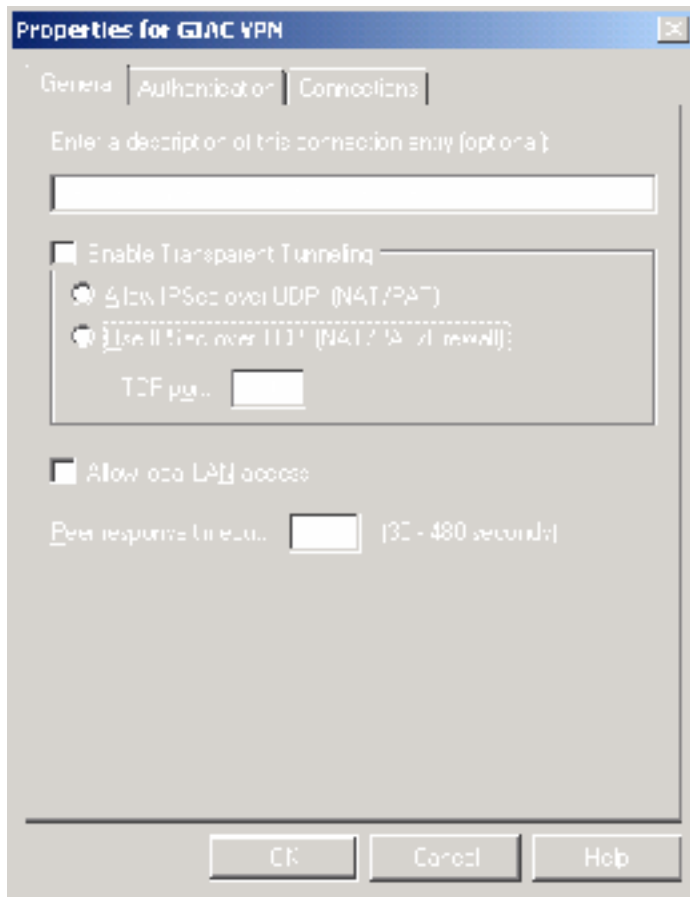 Properties for GIAC VPN
General Authentication Connections
Enter a description of this connection entry (optional):
Enable Transparent Tunneling
Allow IPSec over UDP (NAT/PAT)
Use IPSec over TCP (NAT/PAT/Firewall)
TCP port:
Allow local LAN access
Peer response timeout: (30 - 480 seconds)
OK Cancel Help